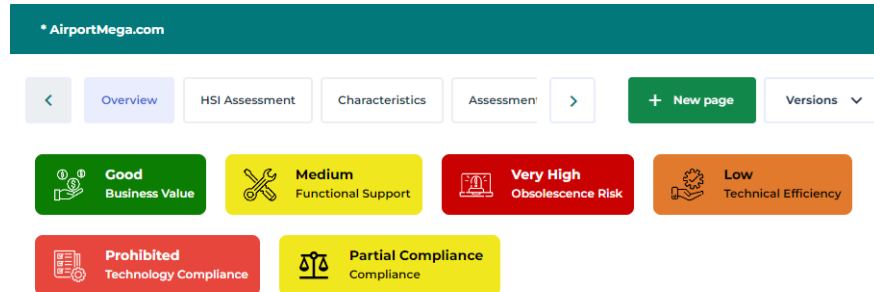 * AirportMega.com
Overview
HSI Assessment
Characteristics
Assessment
+ New page
Versions
Good
Business Value
Medium
Functional Support
Very High
Obsolescence Risk
Low
Technical Efficiency
Prohibited
Technology Compliance
Partial Compliance
Compliance